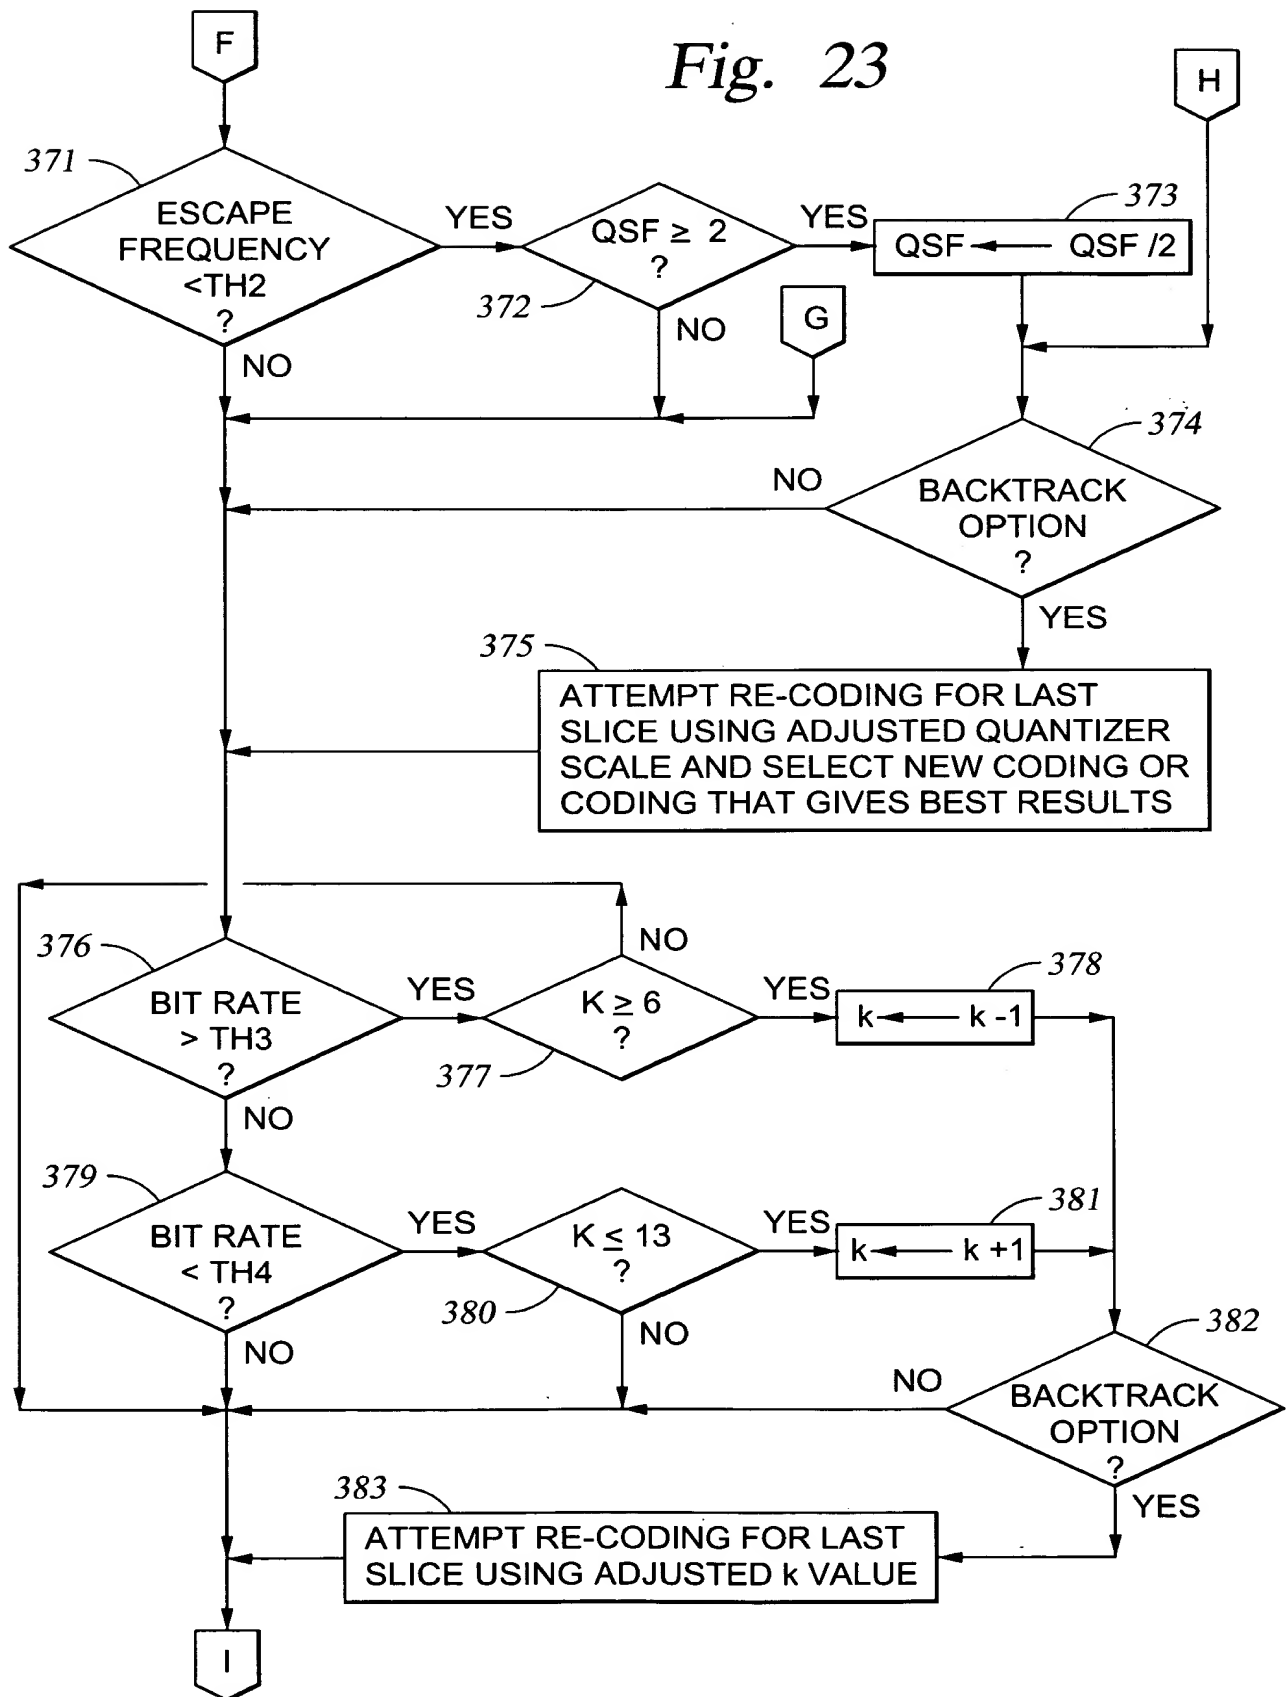 F
Fig. 23
H
371
ESCAPE
FREQUENCY
<TH2
?
YES
NO
QSF ≥ 2
?
372
YES
NO
373
QSF ← QSF /2
G
374
BACKTRACK
OPTION
?
NO
YES
375
ATTEMPT RE-CODING FOR LAST
SLICE USING ADJUSTED QUANTIZER
SCALE AND SELECT NEW CODING OR
CODING THAT GIVES BEST RESULTS
376
BIT RATE
> TH3
?
YES
NO
NO
K ≥ 6
?
377
YES
378
k ← k -1
379
BIT RATE
< TH4
?
YES
NO
K ≤ 13
?
380
YES
NO
381
k ← k +1
382
BACKTRACK
OPTION
?
NO
YES
383
ATTEMPT RE-CODING FOR LAST
SLICE USING ADJUSTED k VALUE
I